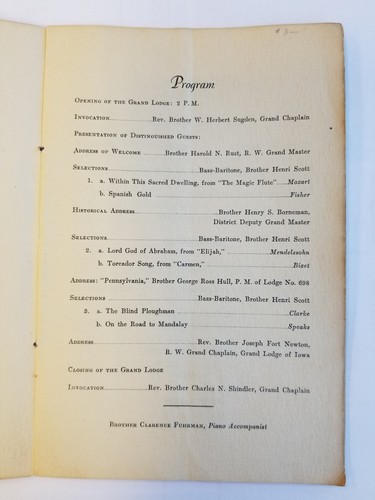 Program
OPENING OF THE GRAND LODGE: 2 P. M.
INVOCATION Rev. Brother W. Herbert Sugden, Grand Chaplain
PRESENTATION OF DISTINGUISHED GUESTS:
ADDRESS OF WELCOME Brother Harold N. Rust, R. W. Grand Master
SELECTIONS Bass-Baritone, Brother Henri Scott
1. a. Within This Sacred Dwelling, from "The Magic Flute" Mozart
b. Spanish Gold Fisher
HISTORICAL ADDRESS Brother Henry S. Borneman,
District Deputy Grand Master
SELECTIONS Bass-Baritone, Brother Henri Scott
2. a. Lord God of Abraham, from "Elijah," Mendelssohn
b. Toreador Song, from "Carmen," Bizet
ADDRESS: "Pennsylvania," Brother George Ross Hull, P. M. of Lodge No. 698
SELECTIONS Bass-Baritone, Brother Henri Scott
3. a. The Blind Ploughman Clarke
b. On the Road to Mandalay Speaks
ADDRESS Rev. Brother Joseph Fort Newton,
R. W. Grand Chaplain, Grand Lodge of Iowa
CLOSING OF THE GRAND LODGE
INVOCATION Rev. Brother Charles N. Shindler, Grand Chaplain
BROTHER CLARENCE FUHRMAN, Piano Accompanist